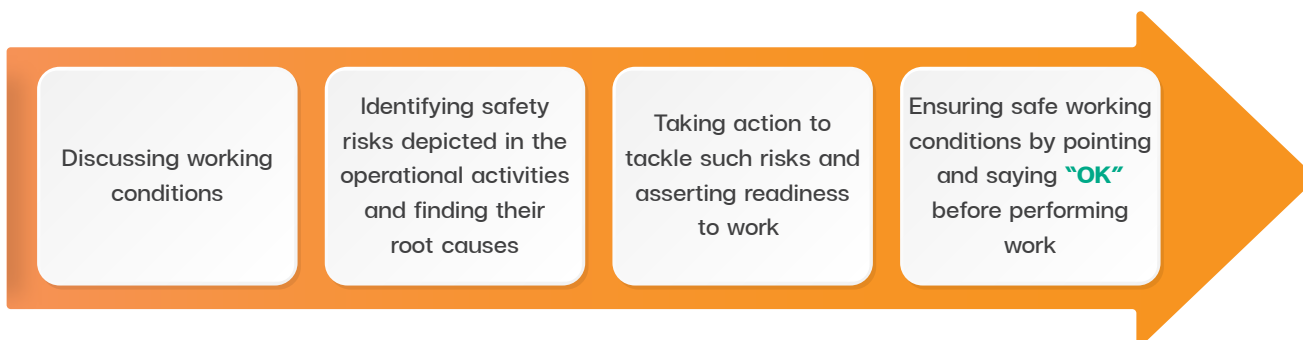 Discussing working
conditions
Identifying safety
risks depicted in the
operational activities
and finding their
root causes
Taking action to
tackle such risks and
asserting readiness
to work
Ensuring safe working
conditions by pointing
and saying “OK”
before performing
work